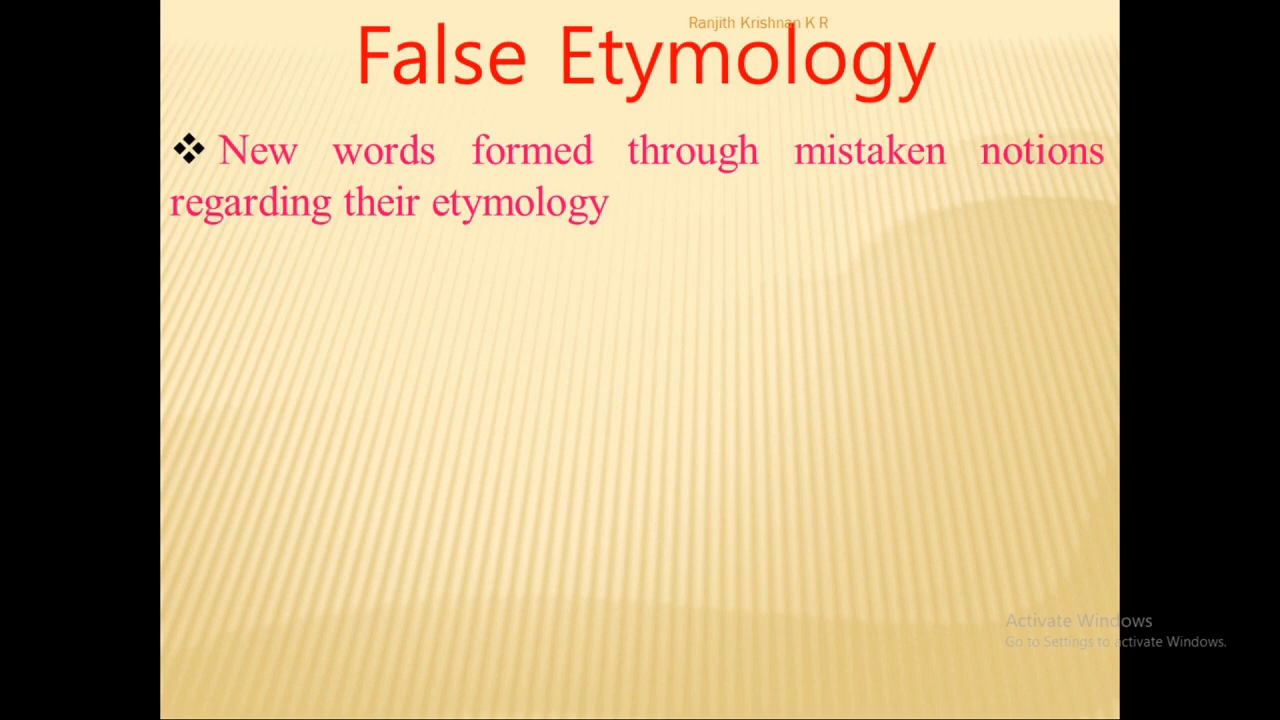 Ranjith Krishnan K R
False Etymology
❖ New words formed through mistaken notions
regarding their etymology
Activate Windows
Go to Settings to activate Windows.